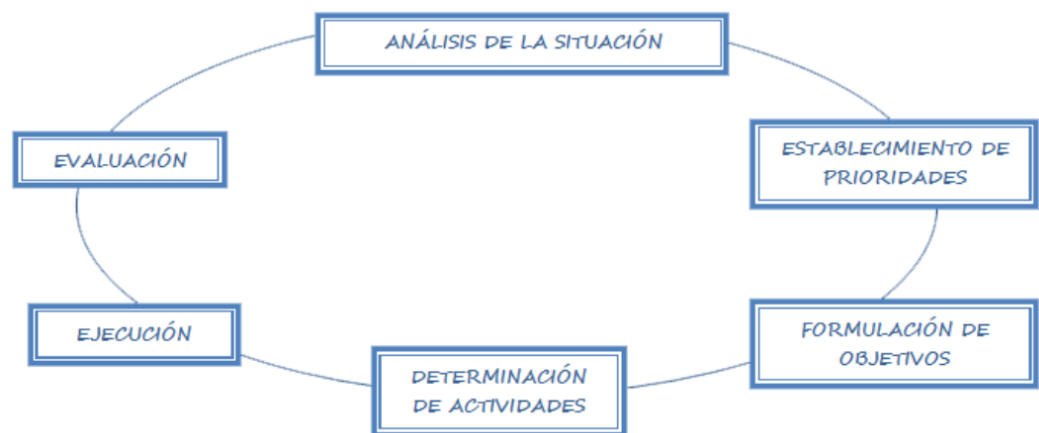 ANÁLISIS DE LA SITUACIÓN
ESTABLECIMIENTO DE
PRIORIDADES
FORMULACIÓN DE
OBJETIVOS
DETERMINACIÓN
DE ACTIVIDADES
EJECUCIÓN
EVALUACIÓN